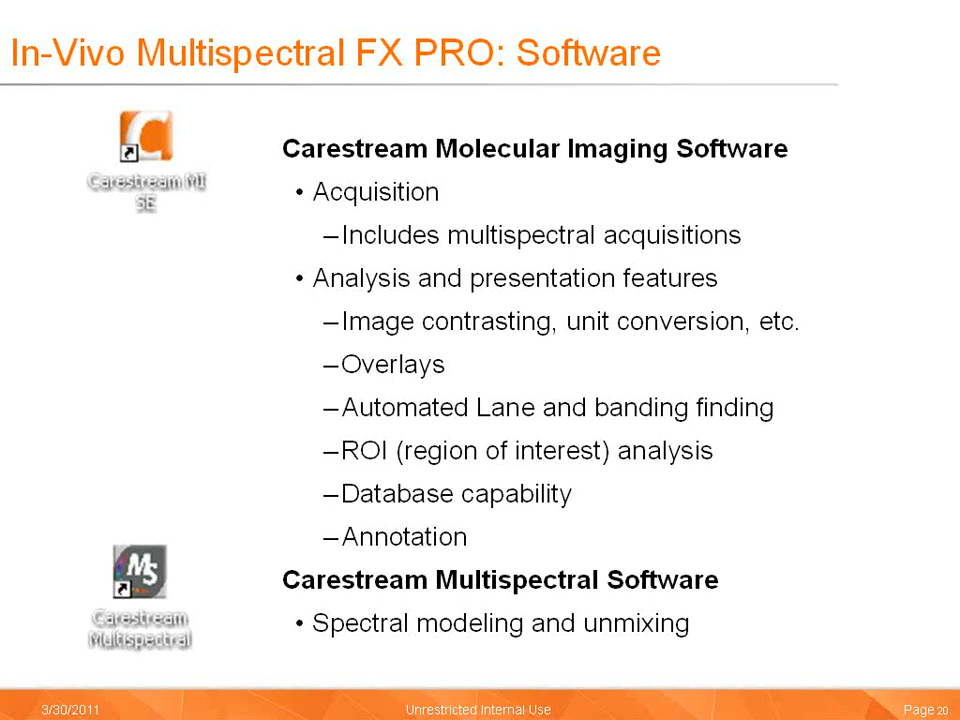 In-Vivo Multispectral FX PRO: Software
Carestream MI
SE
Carestream Molecular Imaging Software
• Acquisition
–Includes multispectral acquisitions
• Analysis and presentation features
–Image contrasting, unit conversion, etc.
–Overlays
–Automated Lane and banding finding
–ROI (region of interest) analysis
–Database capability
–Annotation
MS
Carestream
Multispectral
Carestream Multispectral Software
• Spectral modeling and unmixing
3/30/2011 Unrestricted Internal Use Page 20